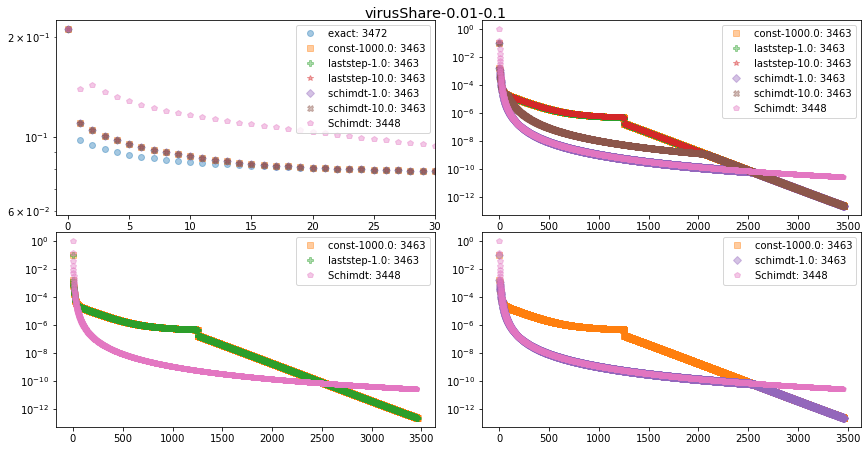 virusShare-0.01-0.1
2×10⁻¹
10⁻¹
6×10⁻²
0 5 10 15 20 25 30
exact: 3472
const-1000.0: 3463
laststep-1.0: 3463
laststep-10.0: 3463
schimdt-1.0: 3463
schimdt-10.0: 3463
Schimdt: 3448
10⁰
10⁻²
10⁻⁴
10⁻⁶
10⁻⁸
10⁻¹⁰
10⁻¹²
0 500 1000 1500 2000 2500 3000 3500
const-1000.0: 3463
laststep-1.0: 3463
laststep-10.0: 3463
schimdt-1.0: 3463
schimdt-10.0: 3463
Schimdt: 3448
10⁰
10⁻²
10⁻⁴
10⁻⁶
10⁻⁸
10⁻¹⁰
10⁻¹²
0 500 1000 1500 2000 2500 3000 3500
const-1000.0: 3463
laststep-1.0: 3463
Schimdt: 3448
10⁰
10⁻²
10⁻⁴
10⁻⁶
10⁻⁸
10⁻¹⁰
10⁻¹²
0 500 1000 1500 2000 2500 3000 3500
const-1000.0: 3463
schimdt-1.0: 3463
Schimdt: 3448